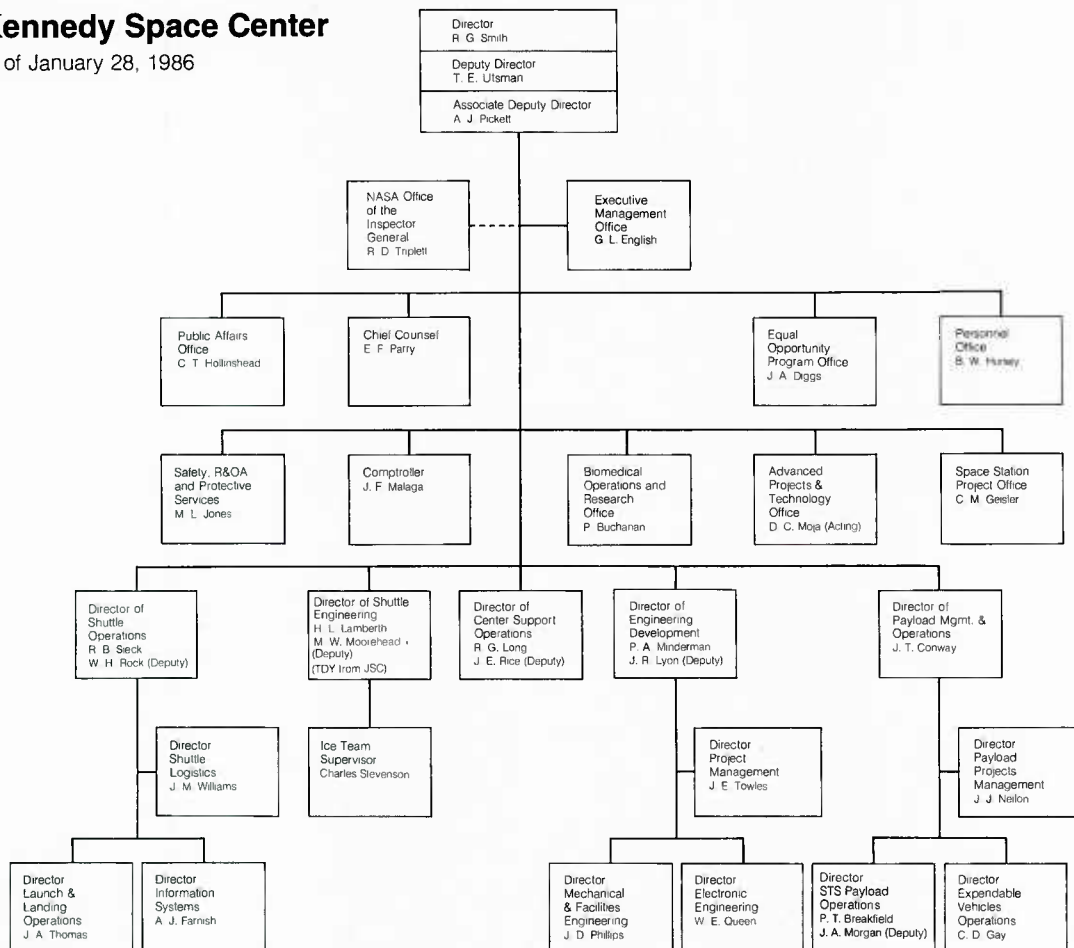 Kennedy Space Center
of January 28, 1986
Director
R G Smith
Deputy Director
T. E. Utsman
Associate Deputy Director
A J Pickett
NASA Office
of the
Inspector
General
R D Triplett
Executive
Management
Office
G L. English
Public Affairs
Office
C T Hollinshead
Chief Counsel
E F Parry
Equal
Opportunity
Program Office
J A Diggs
Personnel
Office
B. W. Hursey
Safety, R&OA
and Protective
Services
M L Jones
Comptroller
J. F Malaga
Biomedical
Operations and
Research
Office
P Buchanan
Advanced
Projects &
Technology
Office
D C. Moja (Acting)
Space Station
Project Office
C M Geisler
Director of
Shuttle
Operations
R B Sieck
W. H Rock (Deputy)
Director of Shuttle
Engineering
H L Lamberth
M W. Moorehead
(Deputy)
(TDY from JSC)
Director of
Center Support
Operations
R G. Long
J. E. Rice (Deputy)
Director of
Engineering
Development
P. A Minderman
J. R. Lyon (Deputy)
Director of
Payload Mgmt. &
Operations
J. T. Conway
Director
Shuttle
Logistics
J. M. Williams
Ice Team
Supervisor
Charles Stevenson
Director
Project
Management
J. E. Towles
Director
Payload
Projects
Management
J. J Neilon
Director
Launch &
Landing
Operations
J A Thomas
Director
Information
Systems
A J. Farnish
Director
Mechanical
& Facilities
Engineering
J. D Phillips
Director
Electronic
Engineering
W. E. Queen
Director
STS Payload
Operations
P. T. Breakfield
J. A. Morgan (Deputy)
Director
Expendable
Vehicles
Operations
C. D. Gay